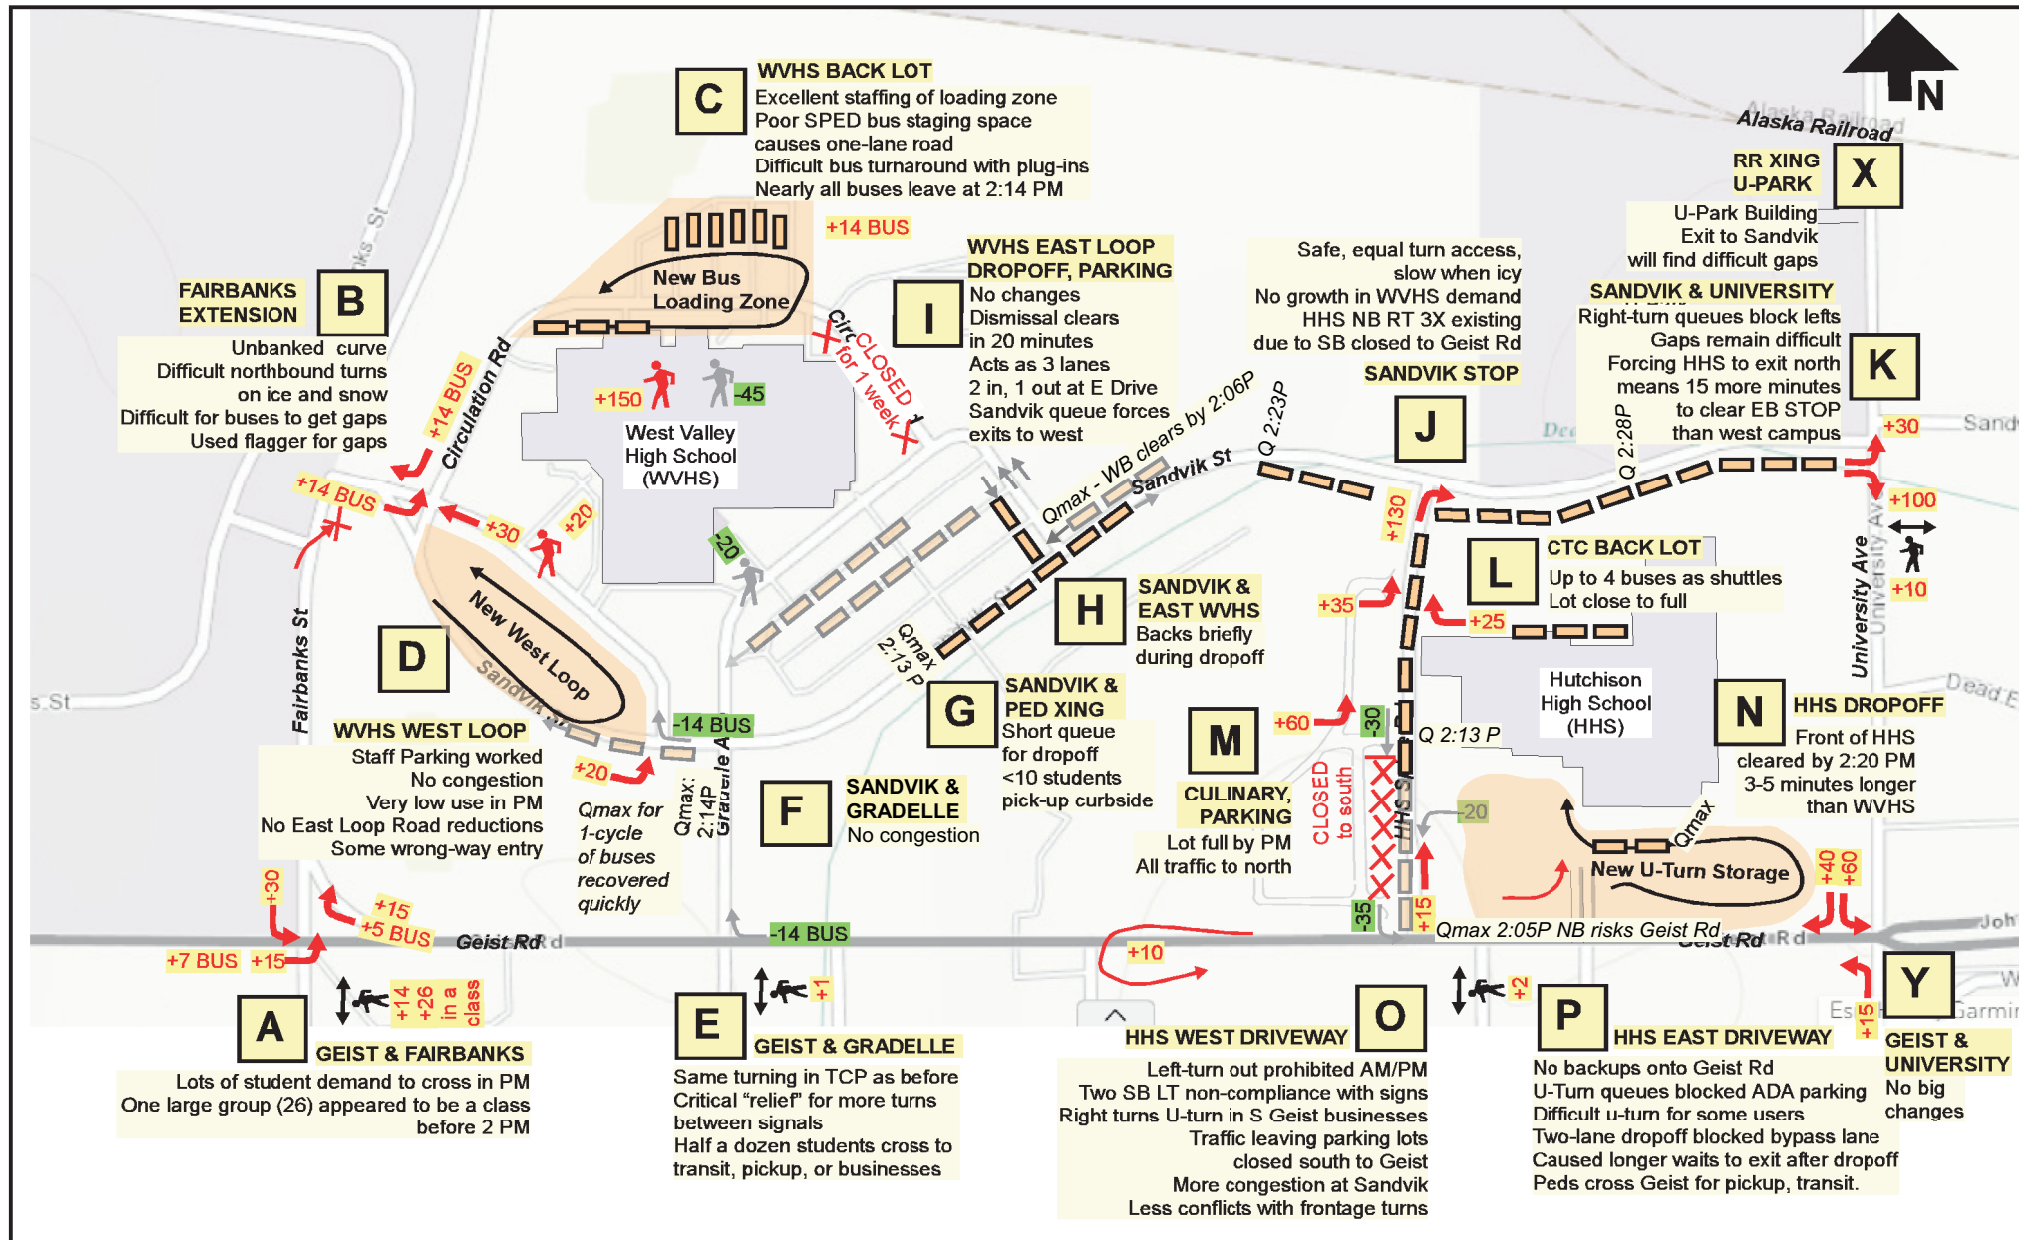 C
WVHS BACK LOT
Excellent staffing of loading zone
Poor SPED bus staging space
causes one-lane road
Difficult bus turnaround with plug-ins
Nearly all buses leave at 2:14 PM
N
Alaska Railroad
Alaska Railroad
X
RR XING
U-PARK
U-Park Building
Exit to Sandvik
will find difficult gaps
+14 BUS
New Bus
Loading Zone
B
FAIRBANKS
EXTENSION
Unbanked curve
Difficult northbound turns
on ice and snow
Difficult for buses to get gaps
Used flagger for gaps
nks St
I
WVHS EAST LOOP
DROPOFF, PARKING
No changes
Dismissal clears
in 20 minutes
Acts as 3 lanes
2 in, 1 out at E Drive
Sandvik queue forces
exits to west
Safe, equal turn access,
slow when icy
No growth in WVHS demand
HHS NB RT 3X existing
due to SB closed to Geist Rd
SANDVIK STOP
J
SANDVIK & UNIVERSITY
Right-turn queues block lefts
Gaps remain difficult
Forcing HHS to exit north
means 15 more minutes
to clear EB STOP
than west campus
K
+30
Sandv
+100
+10
University Ave
University Av
+14 BUS
Circulation Rd
Circ
CLOSED
for 1 week
+150
-45
West Valley
High School
(WVHS)
+14 BUS
+30
+20
-20
Qmax - WB clears by 2:06P
Sandvik St
Q 2:23P
Q 2:28P
Dea
+130
+35
+25
L
CTC BACK LOT
Up to 4 buses as shuttles
Lot close to full
H
SANDVIK &
EAST WVHS
Backs briefly
during dropoff
Qmax
2:13 P
G
SANDVIK &
PED XING
Short queue
for dropoff
<10 students
pick-up curbside
D
New West Loop
Sandvik St
Fairbanks St
s St
WVHS WEST LOOP
Staff Parking worked
No congestion
Very low use in PM
No East Loop Road reductions
Some wrong-way entry
-14 BUS
+20
Qmax for
1-cycle
of buses
recovered
quickly
Qmax:
2:14P
Gradelle A
F
SANDVIK &
GRADELLE
No congestion
M
CULINARY,
PARKING
Lot full by PM
All traffic to north
+60
-30
CLOSED
to south
HHS S
Q 2:13 P
Hutchison
High School
(HHS)
N
HHS DROPOFF
Front of HHS
cleared by 2:20 PM
3-5 minutes longer
than WVHS
Dead E
-20
Qmax
New U-Turn Storage
+40
+60
-35
+15
Qmax 2:05P NB risks Geist Rd
Geist Rd
Joh
+30
+15
+5 BUS
+7 BUS
+15
Geist Rd
-14 BUS
+10
+14
+26
in a
class
+1
+2
+15
A
GEIST & FAIRBANKS
Lots of student demand to cross in PM
One large group (26) appeared to be a class
before 2 PM
E
GEIST & GRADELLE
Same turning in TCP as before
Critical “relief” for more turns
between signals
Half a dozen students cross to
transit, pickup, or businesses
O
HHS WEST DRIVEWAY
Left-turn out prohibited AM/PM
Two SB LT non-compliance with signs
Right turns U-turn in S Geist businesses
Traffic leaving parking lots
closed south to Geist
More congestion at Sandvik
Less conflicts with frontage turns
P
HHS EAST DRIVEWAY
No backups onto Geist Rd
U-Turn queues blocked ADA parking
Difficult u-turn for some users
Two-lane dropoff blocked bypass lane
Caused longer waits to exit after dropoff
Peds cross Geist for pickup, transit.
Y
GEIST &
UNIVERSITY
No big
changes
W
Garmin